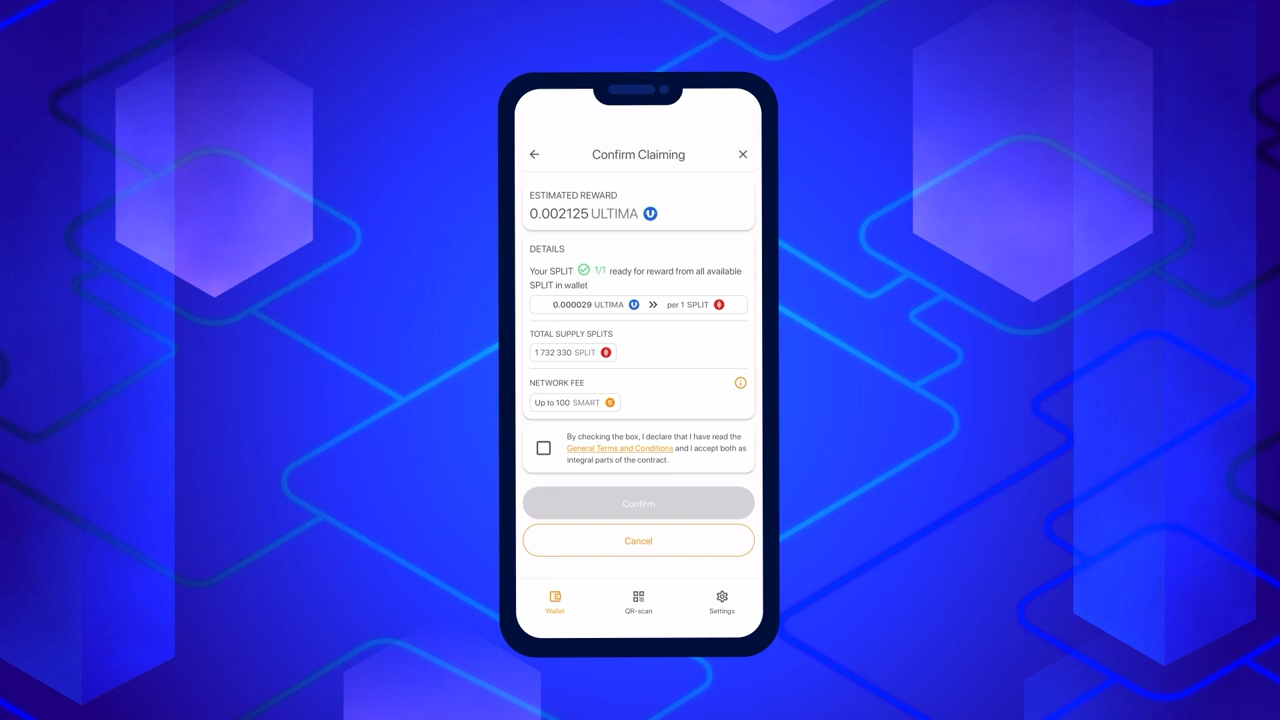 Confirm Claiming
ESTIMATED REWARD
0.002125 ULTIMA
DETAILS
Your SPLIT 1/1 ready for reward from all available
SPLIT in wallet
0.000029 ULTIMA per 1 SPLIT
TOTAL SUPPLY SPLITS
1 732 330 SPLIT
NETWORK FEE
Up to 100 SMART
By checking the box, I declare that I have read the
General Terms and Conditions and I accept both as
integral parts of the contract.
Confirm
Cancel
Wallet QR-scan Settings